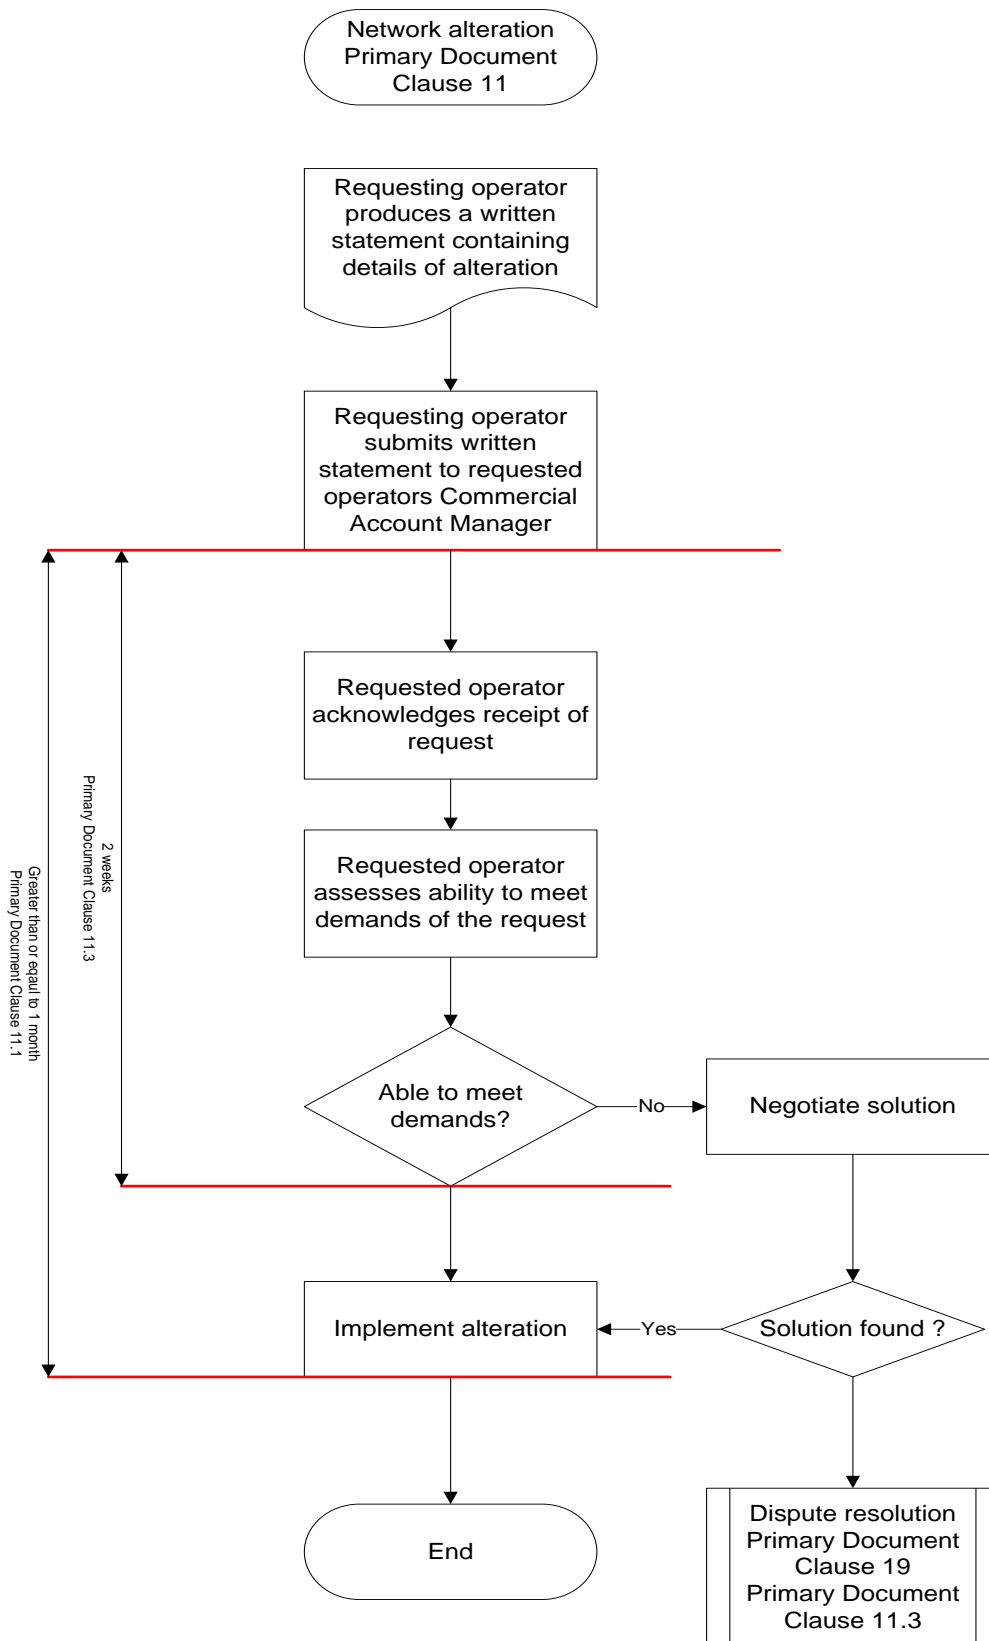 Network alteration
Primary Document
Clause 11
Requesting operator
produces a written
statement containing
details of alteration
Requesting operator
submits written
statement to requested
operators Commercial
Account Manager
Requested operator
acknowledges receipt of
request
Requested operator
assesses ability to meet
demands of the request
2 weeks
Primary Document Clause 11.3
Greater than or eqaul to 1 month
Primary Document Clause 11.1
Able to meet
demands?
No
Negotiate solution
Implement alteration
Yes
Solution found ?
End
Dispute resolution
Primary Document
Clause 19
Primary Document
Clause 11.3